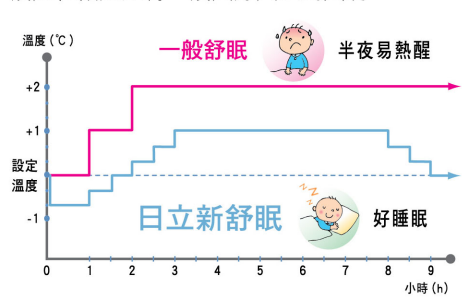 溫度(℃)
一般舒眠
半夜易熱醒
+2
+1
設定
溫度
-1
日立新舒眠
zzz
好睡眠
0 1 2 3 4 5 6 7 8 9
小時(h)